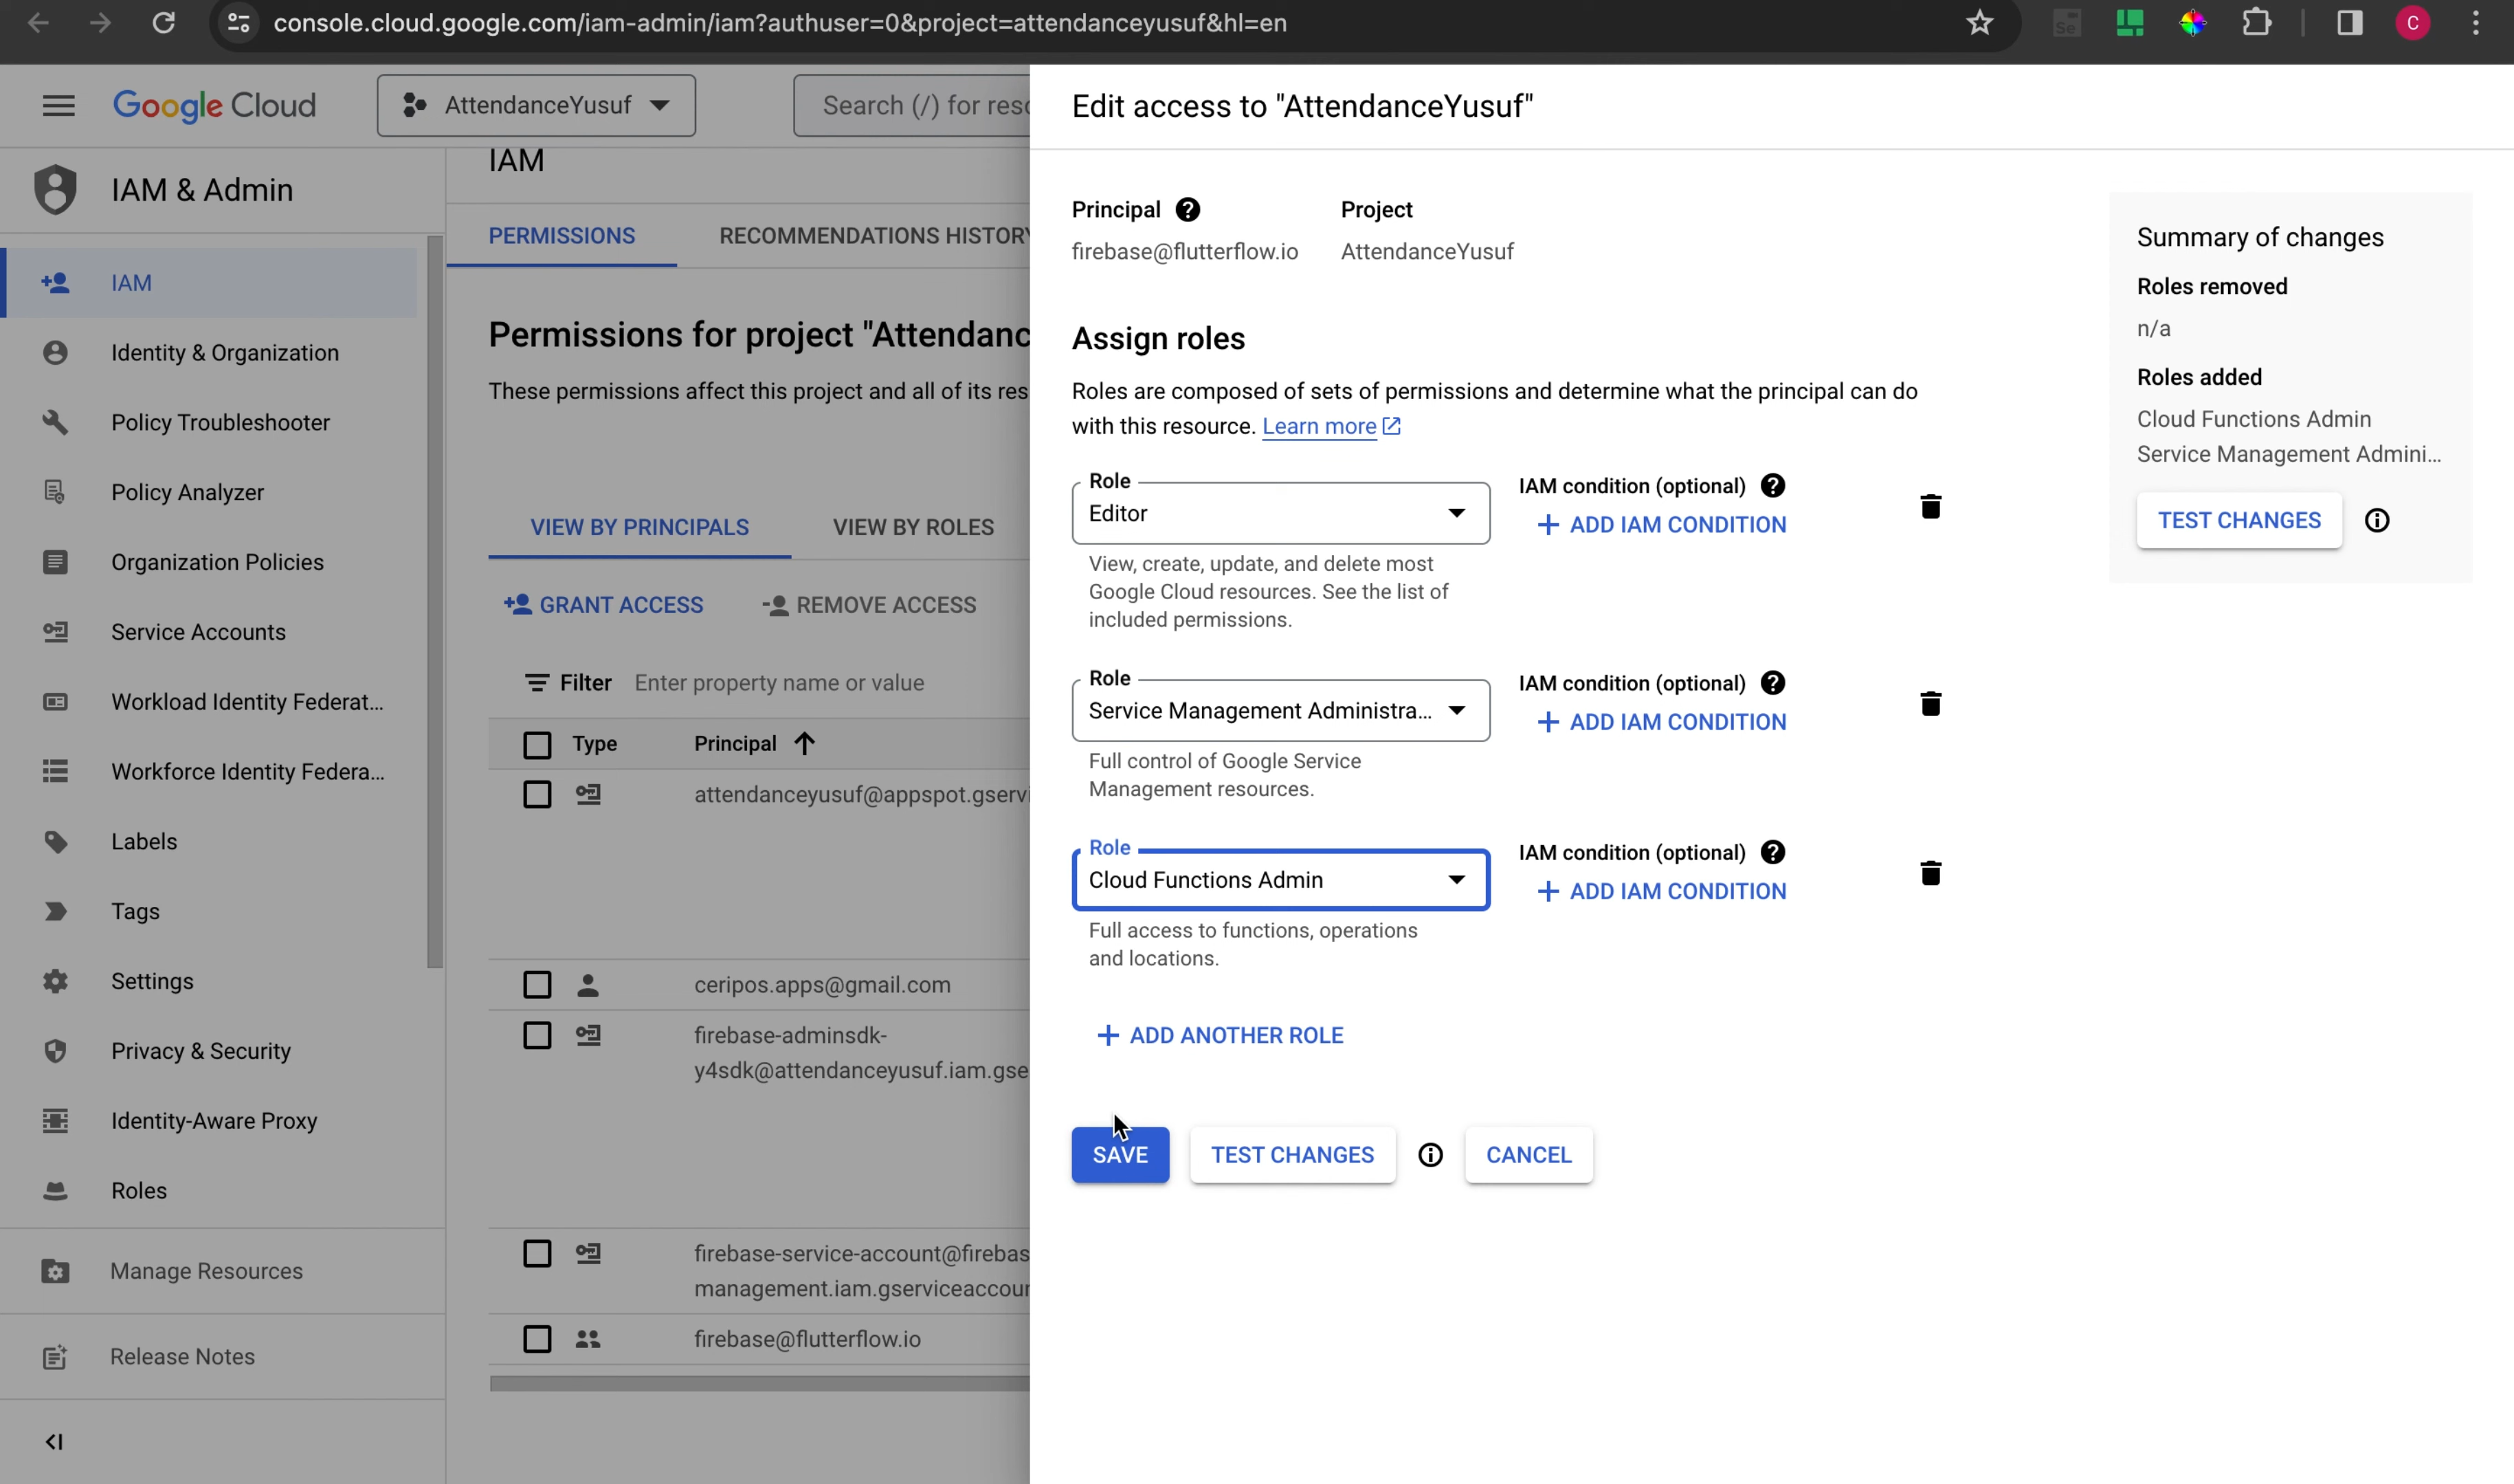 console.cloud.google.com/iam-admin/iam?authuser=0&project=attendanceyusuf&hl=en
Se
C
Google Cloud
AttendanceYusuf
Search (/) for reso
IAM & Admin
IAM
Identity & Organization
Policy Troubleshooter
Policy Analyzer
Organization Policies
Service Accounts
Workload Identity Federat...
Workforce Identity Federa...
Labels
Tags
Settings
Privacy & Security
Identity-Aware Proxy
Roles
Manage Resources
Release Notes
IAM
PERMISSIONS
RECOMMENDATIONS HISTORY
Permissions for project "Attendanc
These permissions affect this project and all of its res
VIEW BY PRINCIPALS
VIEW BY ROLES
GRANT ACCESS
REMOVE ACCESS
Filter Enter property name or value
Type Principal
attendanceyusuf@appspot.gservi
ceripos.apps@gmail.com
firebase-adminsdk-
y4sdk@attendanceyusuf.iam.gse
firebase-service-account@firebas
management.iam.gserviceaccour
firebase@flutterflow.io
Edit access to "AttendanceYusuf"
Principal
Project
firebase@flutterflow.io
AttendanceYusuf
Assign roles
Roles are composed of sets of permissions and determine what the principal can do
with this resource. Learn more
Role
Editor
IAM condition (optional)
+ ADD IAM CONDITION
View, create, update, and delete most
Google Cloud resources. See the list of
included permissions.
Role
Service Management Administra...
IAM condition (optional)
+ ADD IAM CONDITION
Full control of Google Service
Management resources.
Role
Cloud Functions Admin
IAM condition (optional)
+ ADD IAM CONDITION
Full access to functions, operations
and locations.
+ ADD ANOTHER ROLE
SAVE
TEST CHANGES
CANCEL
Summary of changes
Roles removed
n/a
Roles added
Cloud Functions Admin
Service Management Admini...
TEST CHANGES